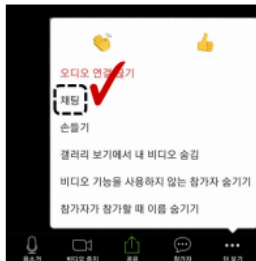 오디오 연결 끊기
채팅
손들기
갤러리 보기에서 내 비디오 숨김
비디오 기능을 사용하지 않는 참가자 숨기기
참가자가 참가할 때 이름 숨기기
음소거 비디오 중지 공유 참가자 더 보기